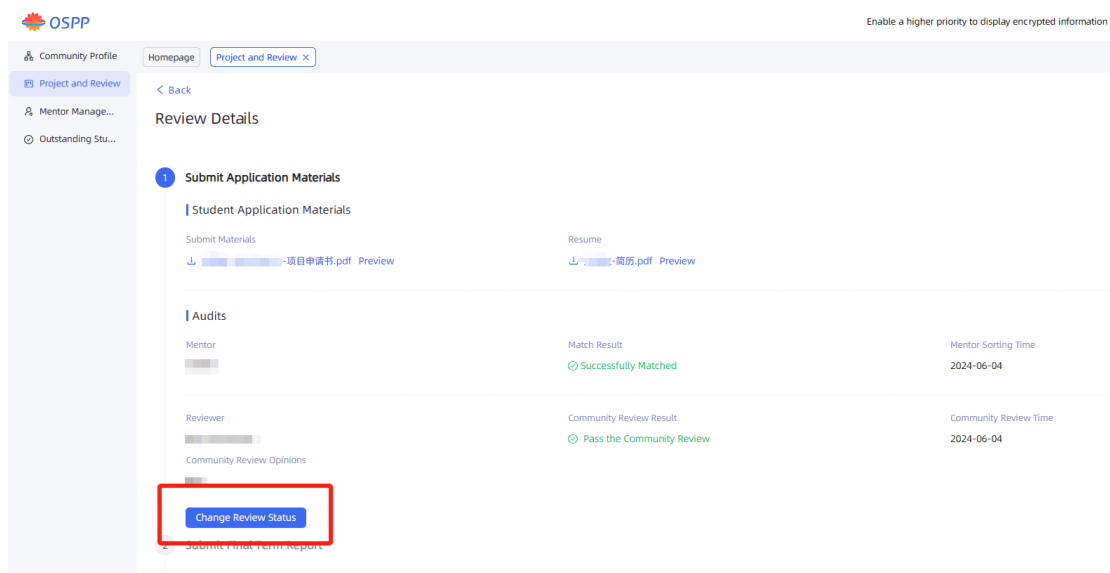 OSPP
Enable a higher priority to display encrypted information
Community Profile
Homepage
Project and Review ×
Project and Review
Mentor Manage...
Outstanding Stu...
< Back
Review Details
1 Submit Application Materials
Student Application Materials
Submit Materials
Resume
-项目申请书.pdf Preview
-简历.pdf Preview
Audits
Mentor
Match Result
Mentor Sorting Time
Successfully Matched
2024-06-04
Reviewer
Community Review Result
Community Review Time
Pass the Community Review
2024-06-04
Community Review Opinions
Change Review Status
2 Submit Final Term Report